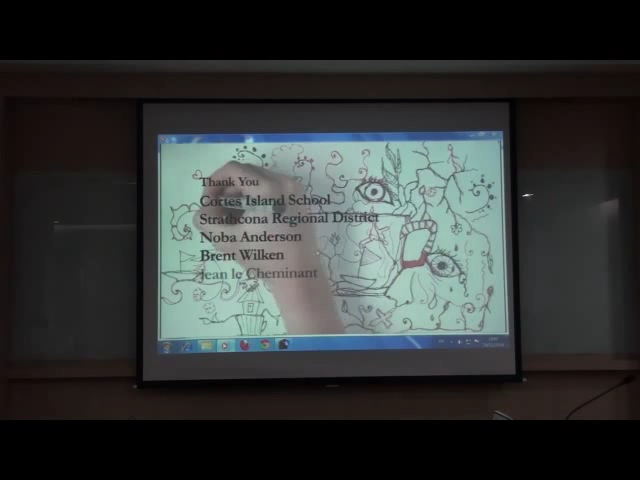 Thank You
Cortes Island School
Strathcona Regional District
Noba Anderson
Brent Wilken
jean le Cheminant